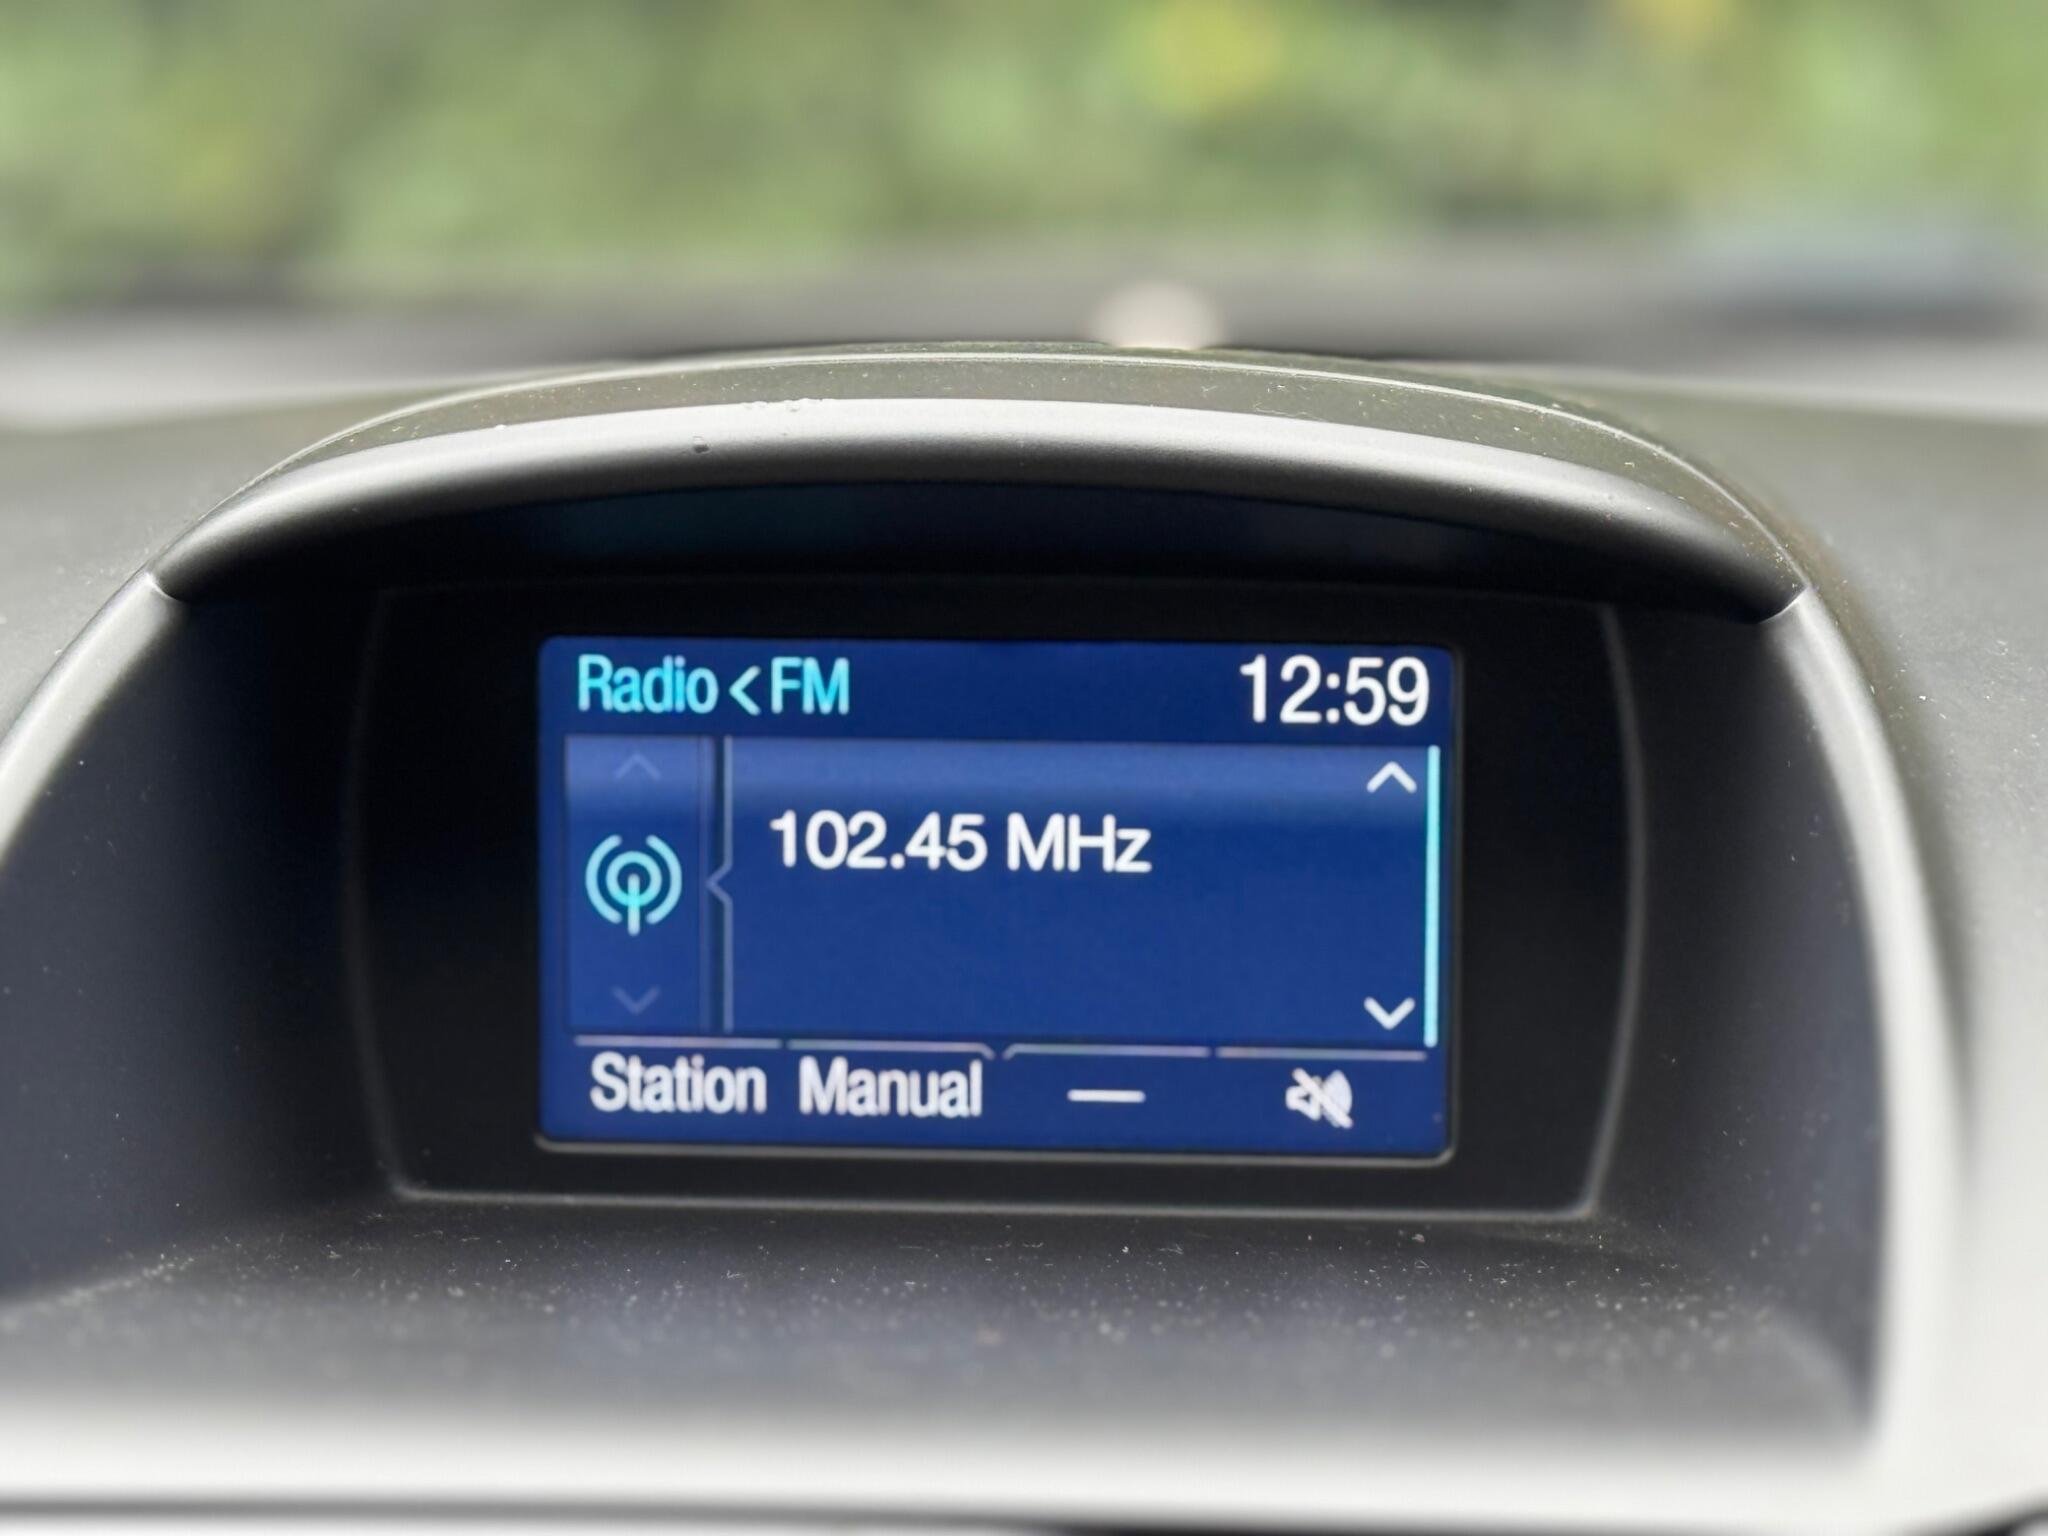 Radio < FM 12:59
102.45 MHz
Station Manual —